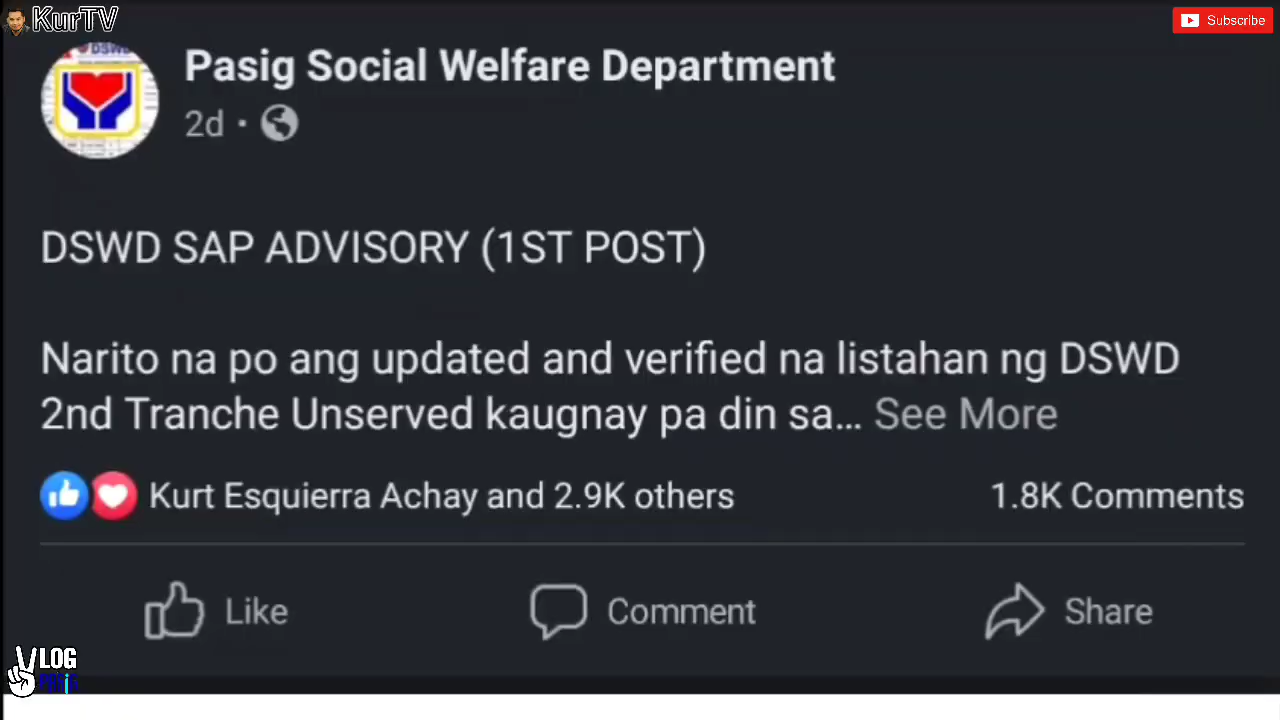 KurTV
Subscribe
DSWD
Pasig Social Welfare Department
2d ·
DSWD SAP ADVISORY (1ST POST)
Narito na po ang updated and verified na listahan ng DSWD
2nd Tranche Unserved kaugnay pa din sa... See More
Kurt Esquierra Achay and 2.9K others
1.8K Comments
Like
Comment
Share
VLOG
PASiG